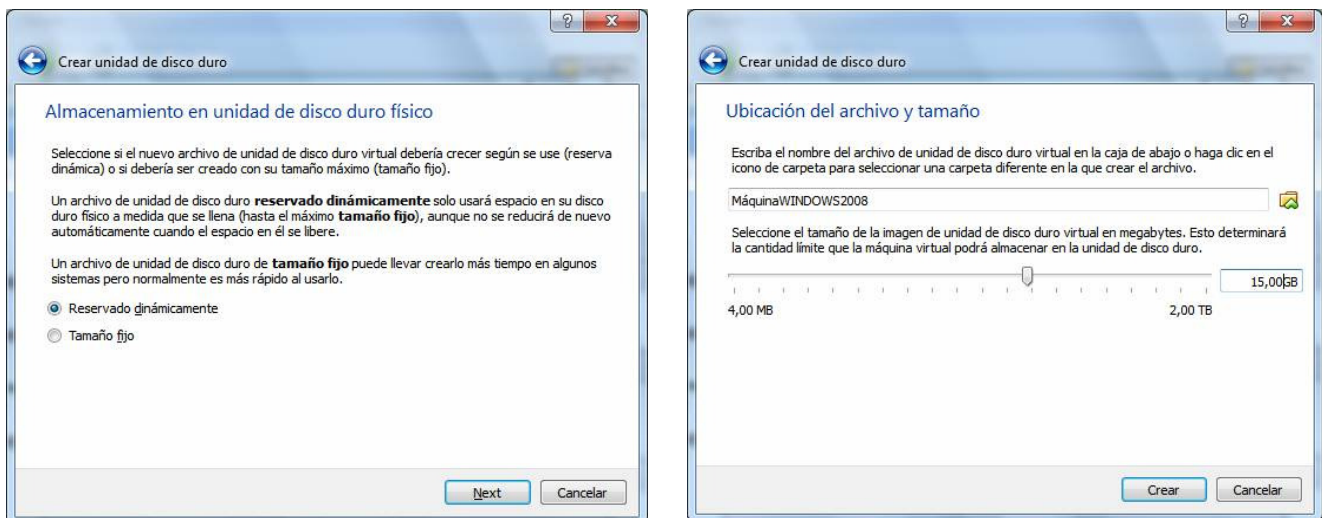 Crear unidad de disco duro
Almacenamiento en unidad de disco duro físico
Seleccione si el nuevo archivo de unidad de disco duro virtual debería crecer según se use (reserva
dinámica) o si debería ser creado con su tamaño máximo (tamaño fijo).
Un archivo de unidad de disco duro reservado dinámicamente solo usará espacio en su disco
duro físico a medida que se llena (hasta el máximo tamaño fijo), aunque no se reducirá de nuevo
automáticamente cuando el espacio en él se libere.
Un archivo de unidad de disco duro de tamaño fijo puede llevar crearlo más tiempo en algunos
sistemas pero normalmente es más rápido al usarlo.
Reservado dinámicamente
Tamaño fijo
Next
Cancelar
Crear unidad de disco duro
Ubicación del archivo y tamaño
Escriba el nombre del archivo de unidad de disco duro virtual en la caja de abajo o haga clic en el
icono de carpeta para seleccionar una carpeta diferente en la que crear el archivo.
MáquinaWINDOWS2008
Seleccione el tamaño de la imagen de unidad de disco duro virtual en megabytes. Esto determinará
la cantidad límite que la máquina virtual podrá almacenar en la unidad de disco duro.
15,00GB
4,00 MB
2,00 TB
Crear
Cancelar